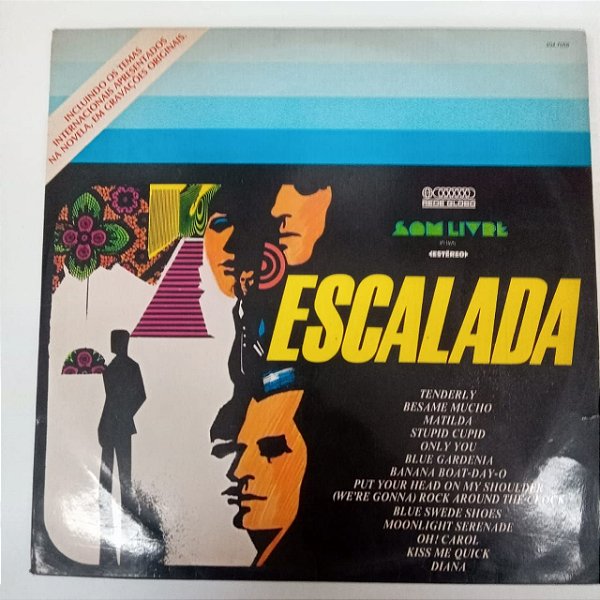 INCLUINDO OS TEMAS
INTERNACIONAIS APRESENTADOS
NA NOVELA, EM GRAVAÇÕES ORIGINAIS.
REDE GLOBO
SOM LIVRE
ESTÉREO
ESCALADA
TENDERLY
BESAME MUCHO
MATILDA
STUPID CUPID
ONLY YOU
BLUE GARDENIA
BANANA BOAT-DAY-O
PUT YOUR HEAD ON MY SHOULDER
(WE'RE GONNA) ROCK AROUND THE CLOCK
BLUE SWEDE SHOES
MOONLIGHT SERENADE
OH! CAROL
KISS ME QUICK
DIANA